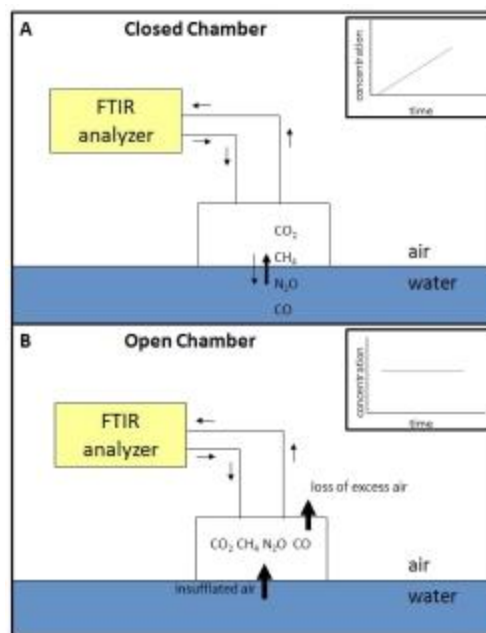 A
Closed Chamber
concentration
time
FTIR
analyzer
CO₂
CH₄
air
N₂O
water
CO
B
Open Chamber
concentration
time
FTIR
analyzer
loss of excess air
CO₂ CH₄ N₂O CO
air
insufflated air
water